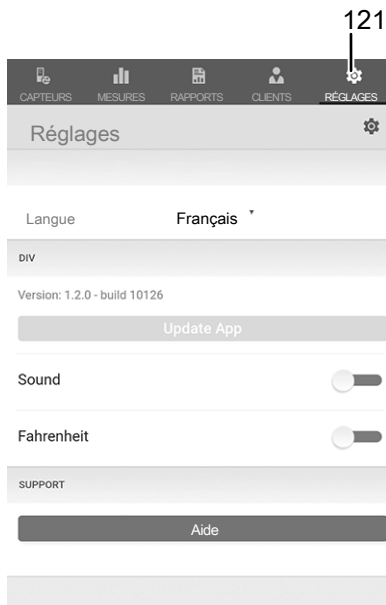 121
CAPTEURS MESURES RAPPORTS CLIENTS RÉGLAGES
Réglages
Langue Français
DIV
Version: 1.2.0 - build 10126
Update App
Sound
Fahrenheit
SUPPORT
Aide